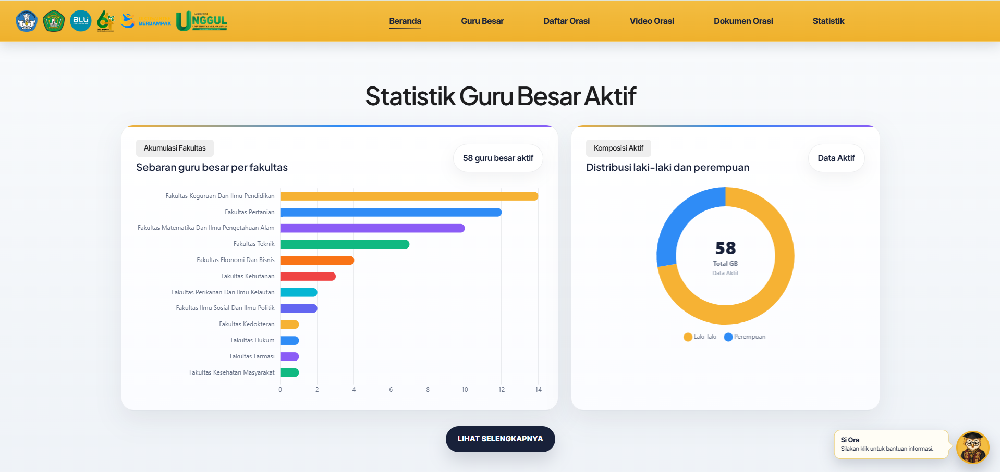 BLU
BERDAMPAK
UNGGUL
UNIVERSITAS MULAWARMAN
Beranda
Guru Besar
Daftar Orasi
Video Orasi
Dokumen Orasi
Statistik
Statistik Guru Besar Aktif
Akumulasi Fakultas
Sebaran guru besar per fakultas
58 guru besar aktif
Fakultas Keguruan Dan Ilmu Pendidikan
Fakultas Pertanian
Fakultas Matematika Dan Ilmu Pengetahuan Alam
Fakultas Teknik
Fakultas Ekonomi Dan Bisnis
Fakultas Kehutanan
Fakultas Perikanan Dan Ilmu Kelautan
Fakultas Ilmu Sosial Dan Ilmu Politik
Fakultas Kedokteran
Fakultas Hukum
Fakultas Farmasi
Fakultas Kesehatan Masyarakat
0 2 4 6 8 10 12 14
Komposisi Aktif
Distribusi laki-laki dan perempuan
Data Aktif
58
Total GB
Data Aktif
Laki-laki Perempuan
LIHAT SELENGKAPNYA
Si Ora
Silakan klik untuk bantuan informasi.